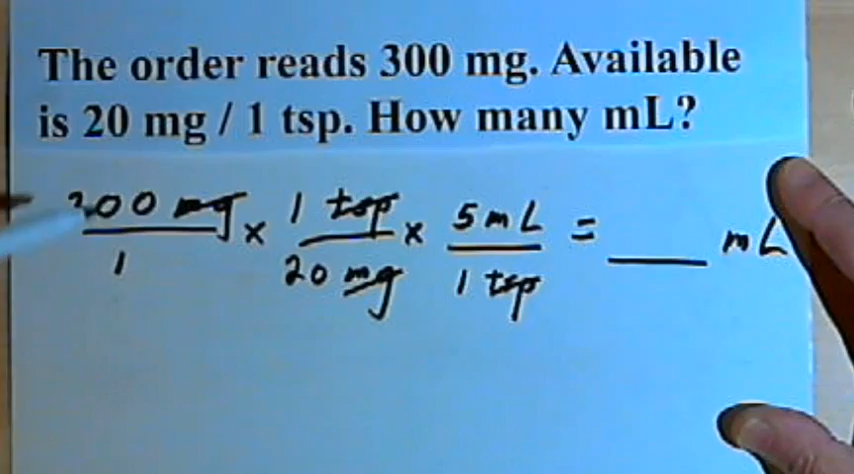 The order reads 300 mg. Available
is 20 mg / 1 tsp. How many mL?
300 mg × 1 tsp × 5 mL = ___ mL
1 20 mg 1 tsp